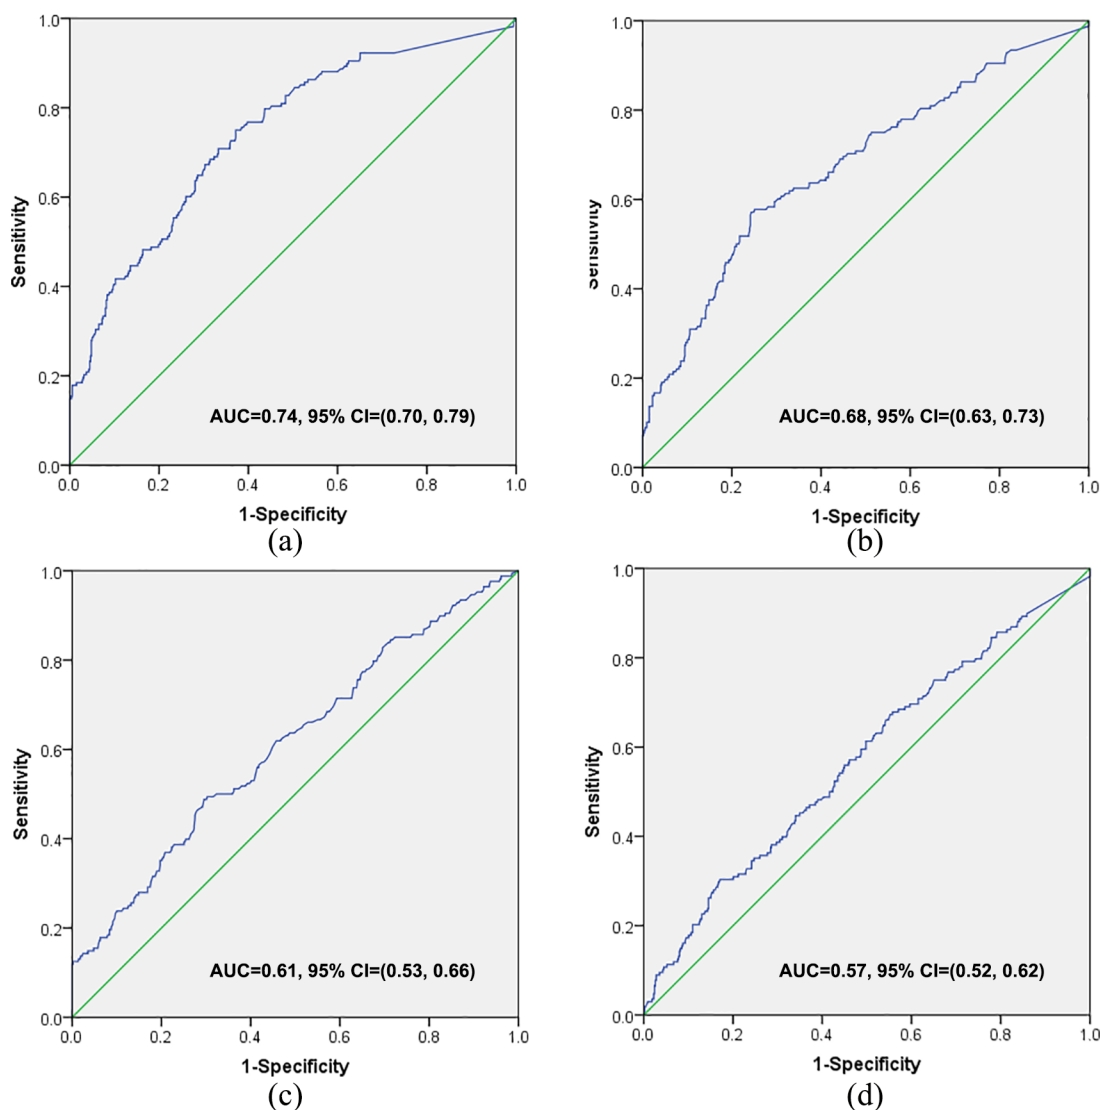 1.0
0.8
0.6
0.4
0.2
0.0
Sensitivity
AUC=0.74, 95% CI=(0.70, 0.79)
0.0 0.2 0.4 0.6 0.8 1.0
1-Specificity
(a)
1.0
0.8
0.6
0.4
0.2
0.0
Sensitivity
AUC=0.68, 95% CI=(0.63, 0.73)
0.0 0.2 0.4 0.6 0.8 1.0
1-Specificity
(b)
1.0
0.8
0.6
0.4
0.2
0.0
Sensitivity
AUC=0.61, 95% CI=(0.53, 0.66)
0.0 0.2 0.4 0.6 0.8 1.0
1-Specificity
(c)
1.0
0.8
0.6
0.4
0.2
0.0
Sensitivity
AUC=0.57, 95% CI=(0.52, 0.62)
0.0 0.2 0.4 0.6 0.8 1.0
1-Specificity
(d)